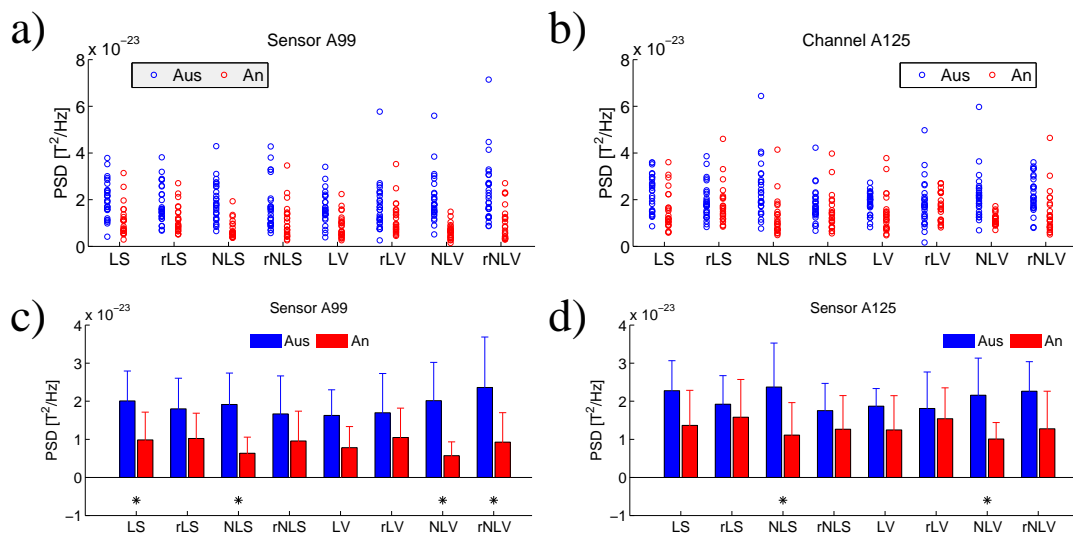 a)
x 10−23
Sensor A99
Aus An
PSD [T2/Hz]
8
6
4
2
0
LS rLS NLS rNLS LV rLV NLV rNLV
b)
x 10−23
Channel A125
Aus An
PSD [T2/Hz]
8
6
4
2
0
LS rLS NLS rNLS LV rLV NLV rNLV
c)
x 10−23
Sensor A99
Aus An
PSD [T2/Hz]
4
3
2
1
0
−1
* * * *
LS rLS NLS rNLS LV rLV NLV rNLV
d)
x 10−23
Sensor A125
Aus An
PSD [T2/Hz]
4
3
2
1
0
−1
* *
LS rLS NLS rNLS LV rLV NLV rNLV